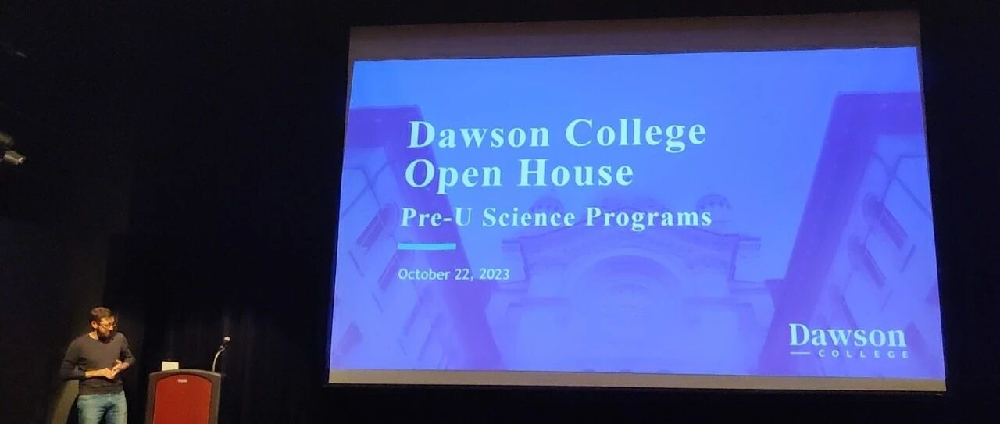 Dawson College
Open House
Pre-U Science Programs
October 22, 2023
Dawson
COLLEGE